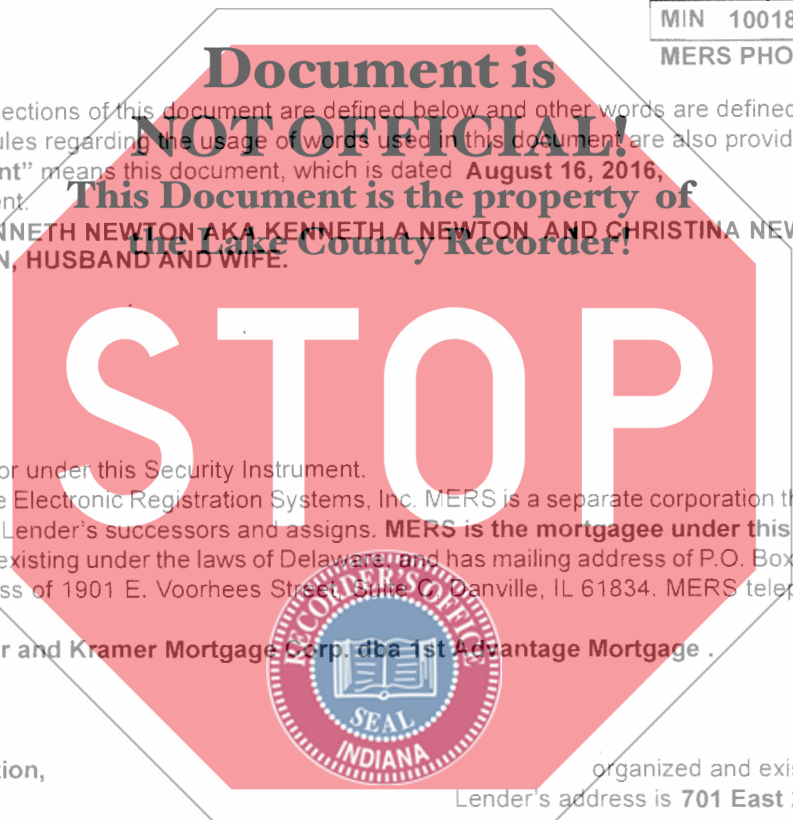 MIN 10018
MERS PHO
Document is
ections of this document are defined below and other words are defined
NOT OFFICIAL!
ules regarding the usage of words used in this document are also provid
nt” means this document, which is dated August 16, 2016,
This Document is the property of
ent.
NNETH NEWTON AKA KENNETH A NEWTON AND CHRISTINA NEW
the Lake County Recorder!
N, HUSBAND AND WIFE.
STOP
or under this Security Instrument.
e Electronic Registration Systems, Inc. MERS is a separate corporation th
Lender's successors and assigns. MERS is the mortgagee under this
existing under the laws of Delaware, and has mailing address of P.O. Box
ss of 1901 E. Voorhees Street, Suite C, Danville, IL 61834. MERS telep
r and Kramer Mortgage Corp. dba 1st Advantage Mortgage .
RECORDER'S OFFICE
SEAL
INDIANA
tion,
organized and exi
Lender's address is 701 East